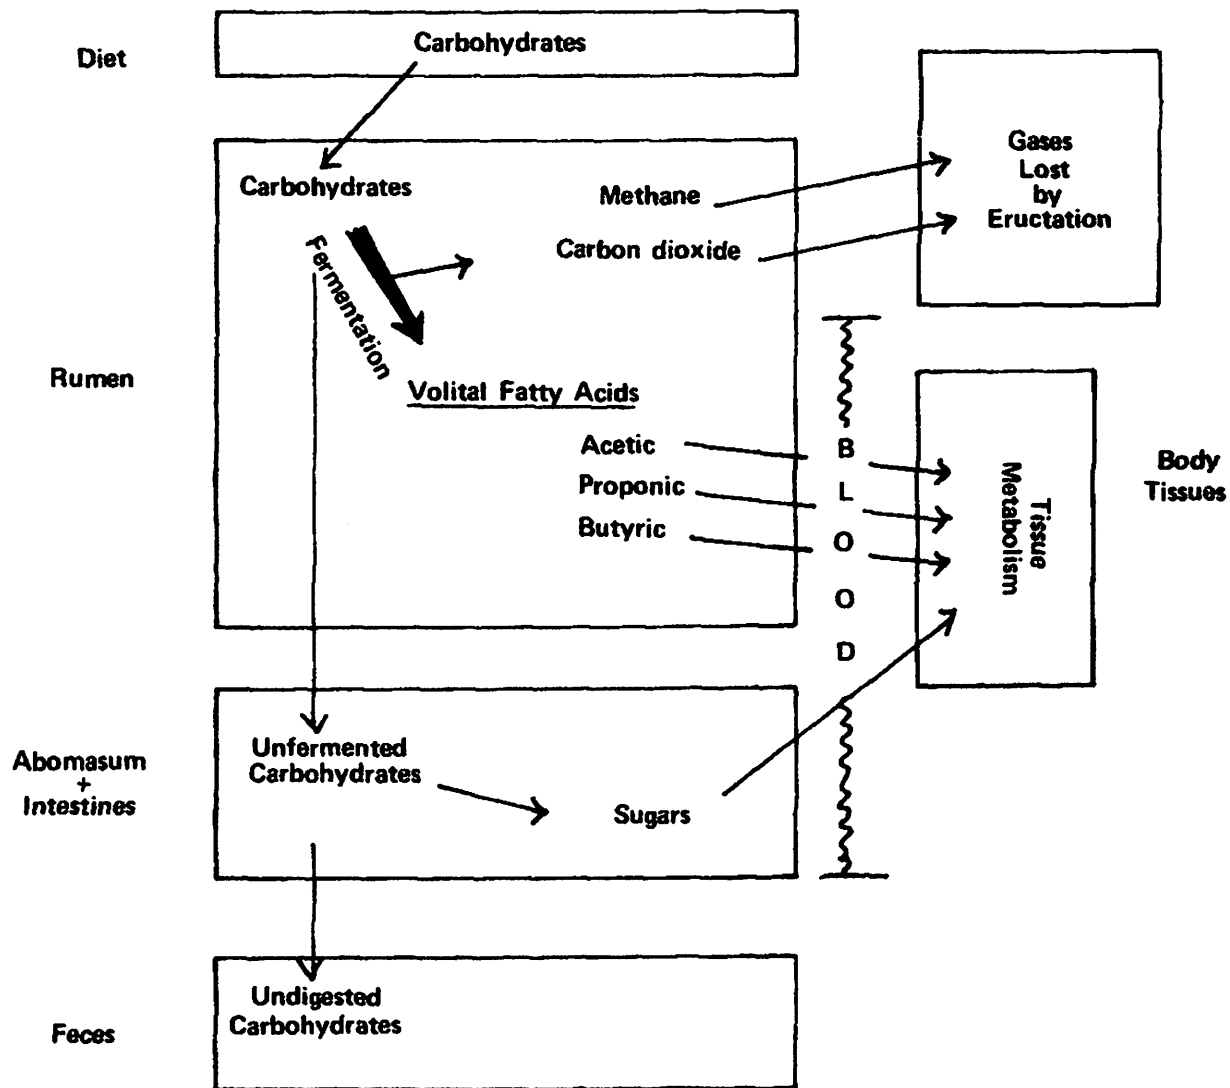 Diet
Carbohydrates
Gases
Lost
by
Eructation
Rumen
Carbohydrates
Methane
Carbon dioxide
Fermentation
Volital Fatty Acids
Acetic
Proponic
Butyric
BLOOD
Tissue
Metabolism
Body
Tissues
Abomasum
+
Intestines
Unfermented
Carbohydrates
Sugars
Feces
Undigested
Carbohydrates